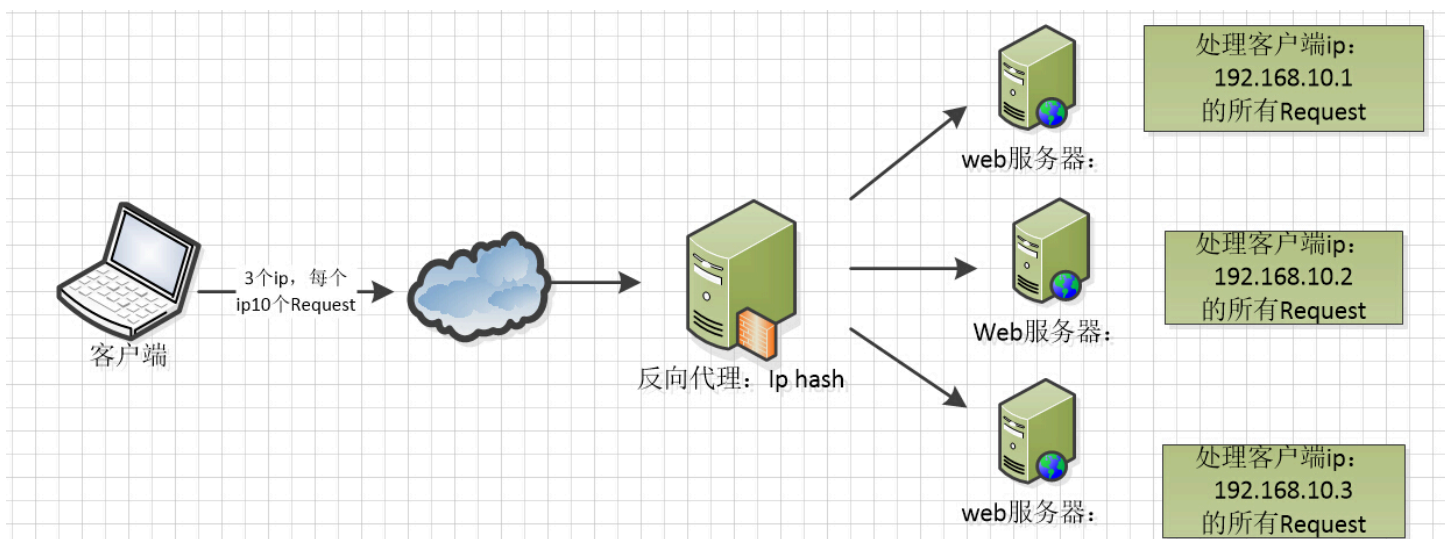 处理客户端ip：
192.168.10.1
的所有Request
web服务器：
3个ip，每个
ip10个Request
客户端
反向代理：Ip hash
处理客户端ip：
192.168.10.2
的所有Request
Web服务器：
处理客户端ip：
192.168.10.3
的所有Request
web服务器：